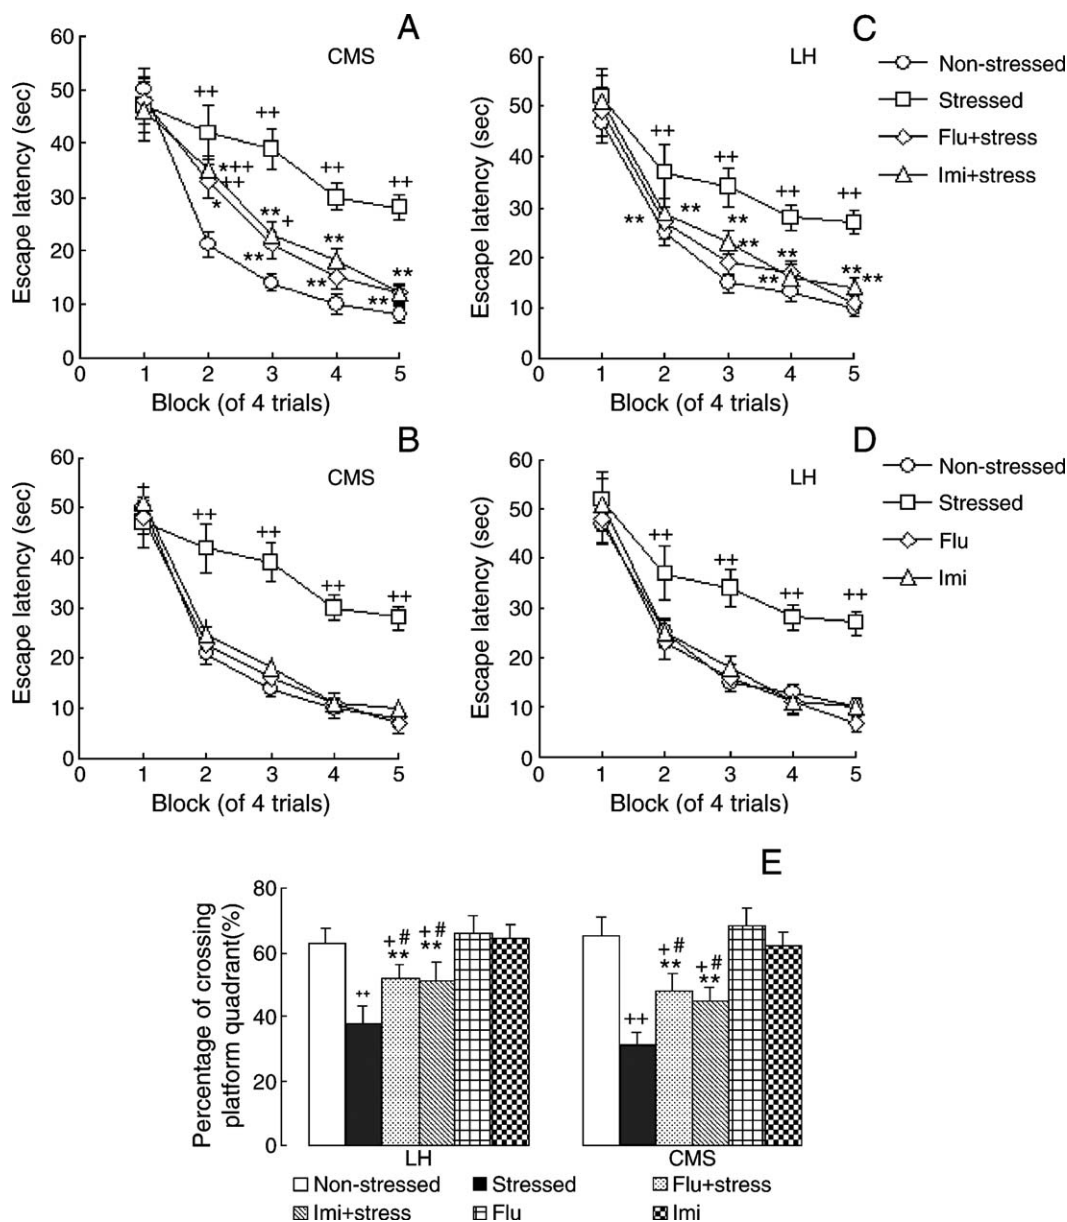 A
CMS
60
50
40
30
20
10
0
Escape latency (sec)
++
++
++
++
*++
++
*
**
+
**
**
**
**
**
0 1 2 3 4 5
Block (of 4 trials)
C
LH
60
50
40
30
20
10
0
Escape latency (sec)
++
++
++
++
**
**
**
**
**
**
**
**
0 1 2 3 4 5
Block (of 4 trials)
Non-stressed
Stressed
Flu+stress
Imi+stress
B
CMS
60
50
40
30
20
10
0
Escape latency (sec)
++
++
++
++
0 1 2 3 4 5
Block (of 4 trials)
D
LH
60
50
40
30
20
10
0
Escape latency (sec)
++
++
++
++
0 1 2 3 4 5
Block (of 4 trials)
Non-stressed
Stressed
Flu
Imi
E
80
60
40
20
0
Percentage of crossing
platform quadrant(%)
++
+#
**
+#
**
++
+#
**
+#
**
LH CMS
Non-stressed Stressed Flu+stress
Imi+stress Flu Imi